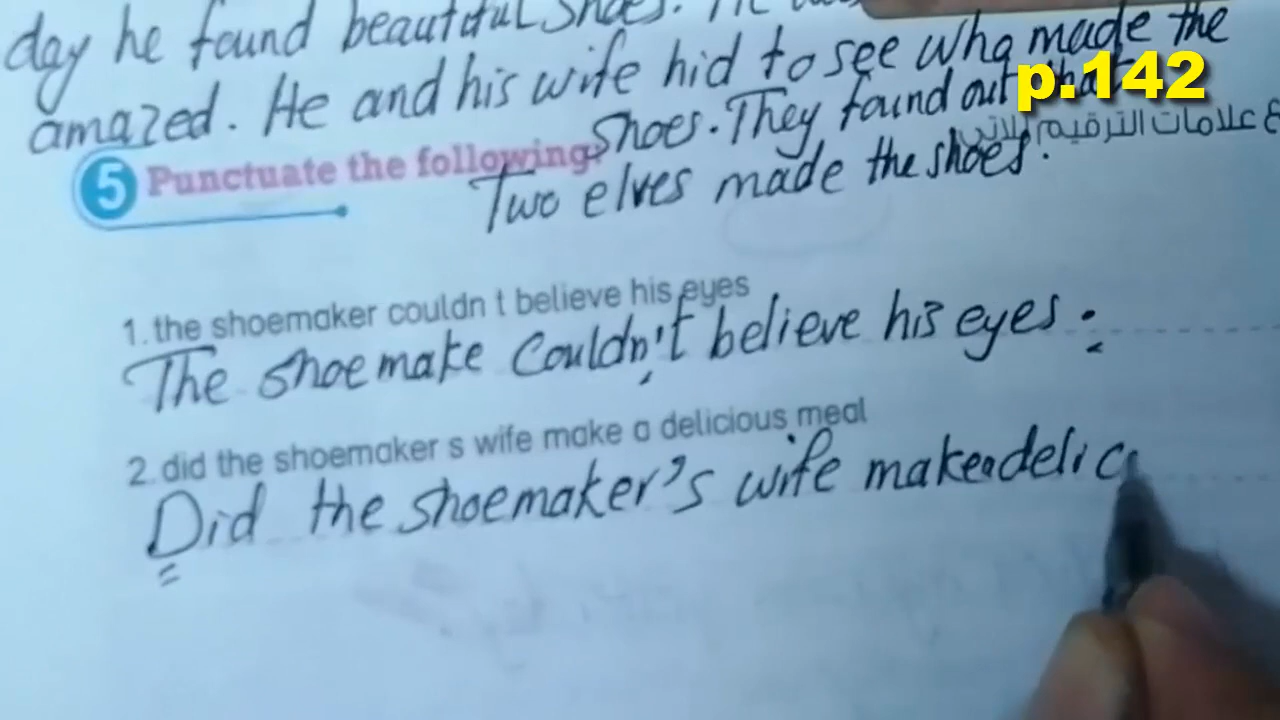 day he found beautiful shoes. He
amazed. He and his wife hid to see who made the
p.142
shoes. They found out that
ع علامات الترقيم
5 Punctuate the following
Two elves made the shoes.
1. the shoemaker couldn t believe his eyes
The shoemake Couldn't believe his eyes.
2. did the shoemaker s wife make a delicious meal
Did the shoemaker's wife make a delic